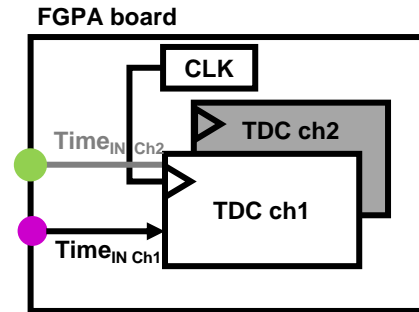 FGPA board
CLK
TDC ch2
Time_IN Ch2
TDC ch1
Time_IN Ch1